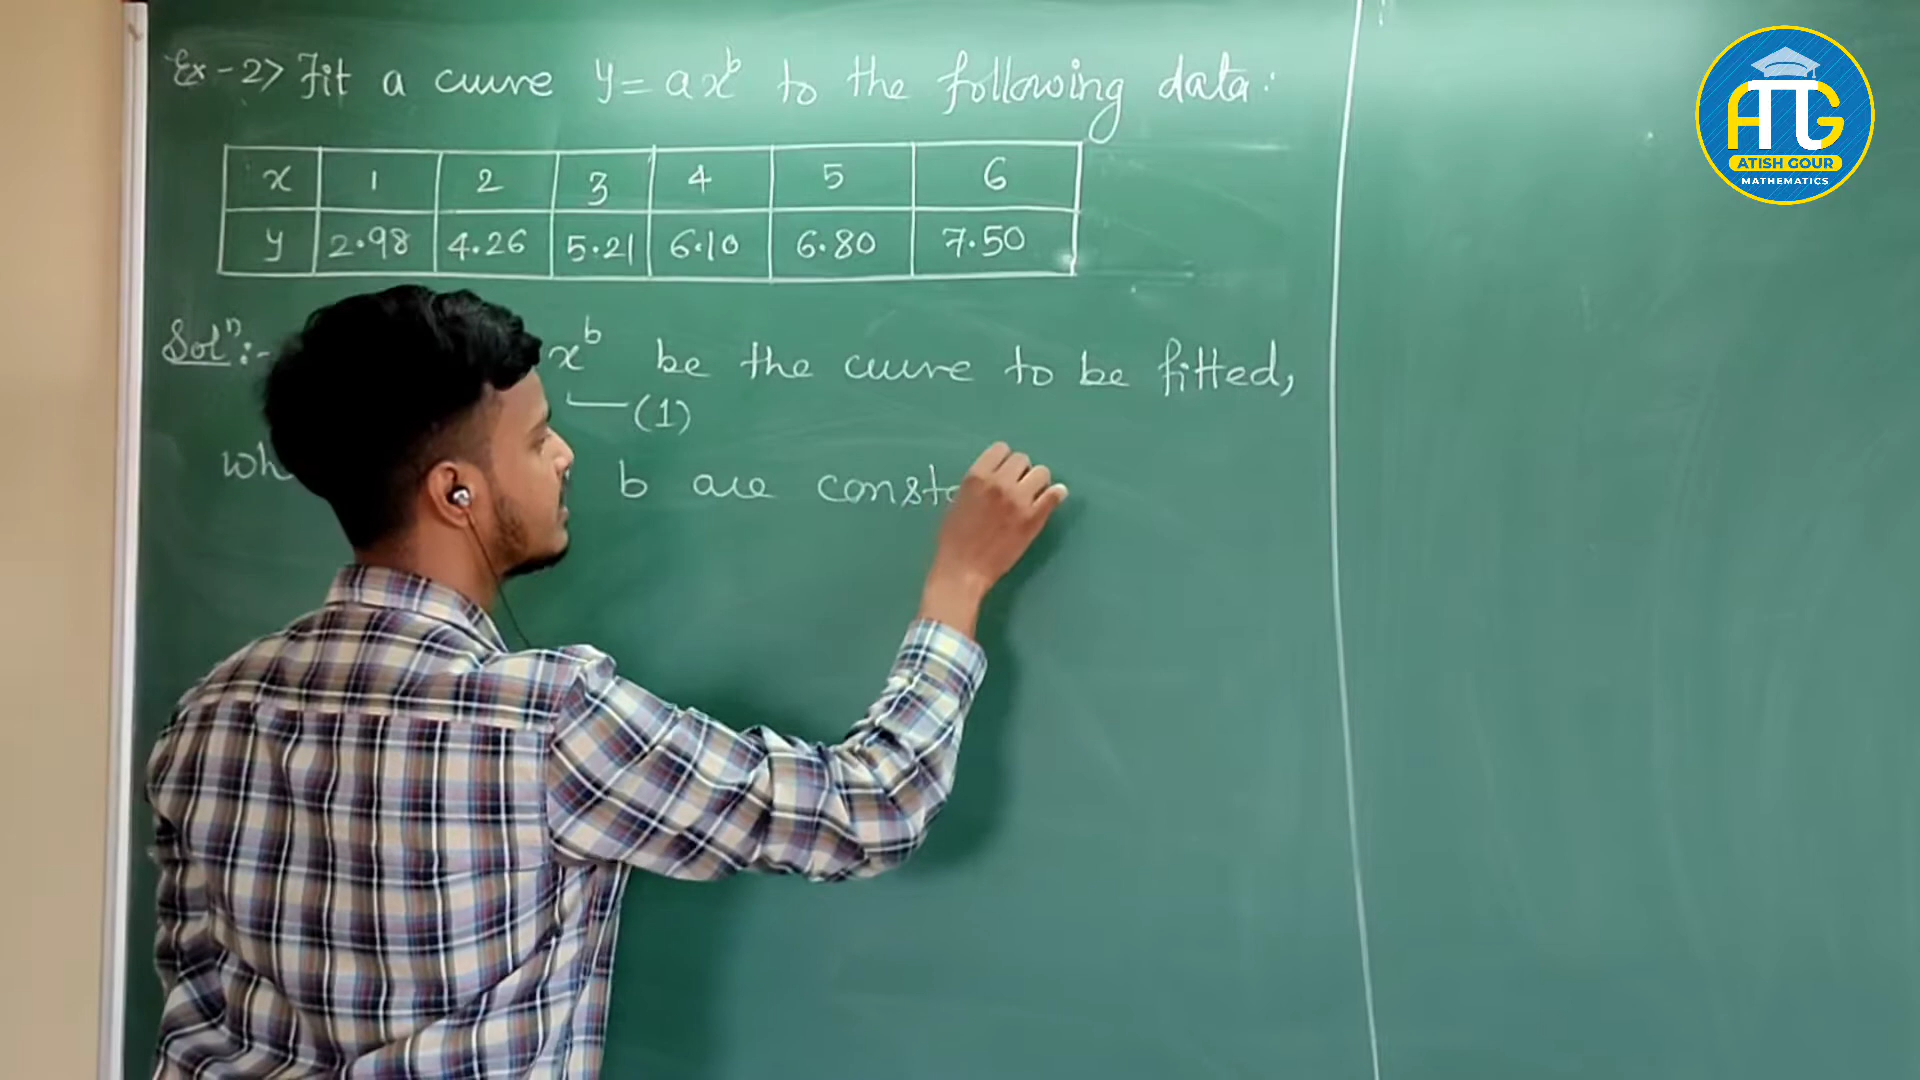 Ex-2> Fit a curve y = ax^b to the following data:
x 1 2 3 4 5 6
y 2.98 4.26 5.21 6.10 6.80 7.50
Solⁿ:- x^b be the curve to be fitted,
(1)
b are
ATG
ATISH GOUR
MATHEMATICS